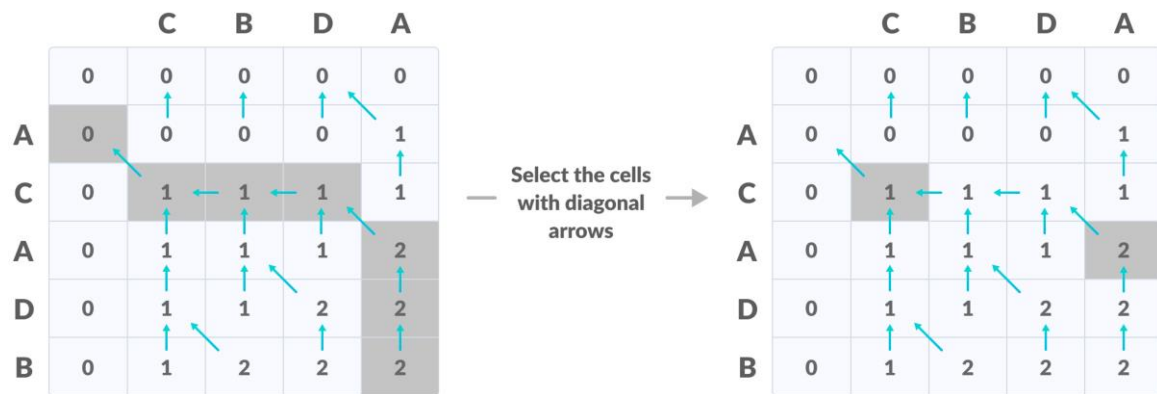 C B D A
0 0 0 0 0
A 0 0 0 0 1
C 0 1 1 1 1
A 0 1 1 1 2
D 0 1 1 2 2
B 0 1 2 2 2
Select the cells
with diagonal
arrows
C B D A
0 0 0 0 0
A 0 0 0 0 1
C 0 1 1 1 1
A 0 1 1 1 2
D 0 1 1 2 2
B 0 1 2 2 2